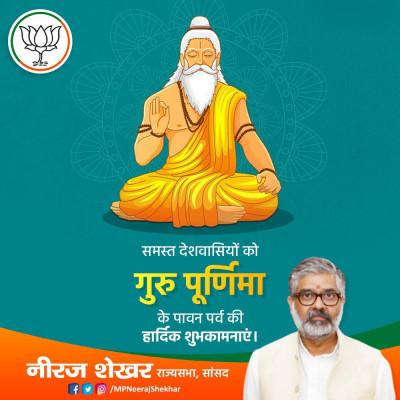 समस्त देशवासियों को
गुरु पूर्णिमा
के पावन पर्व की
हार्दिक शुभकामनाएं।
नीरज शेखर राज्यसभा, सांसद
/MPNeerajShekhar